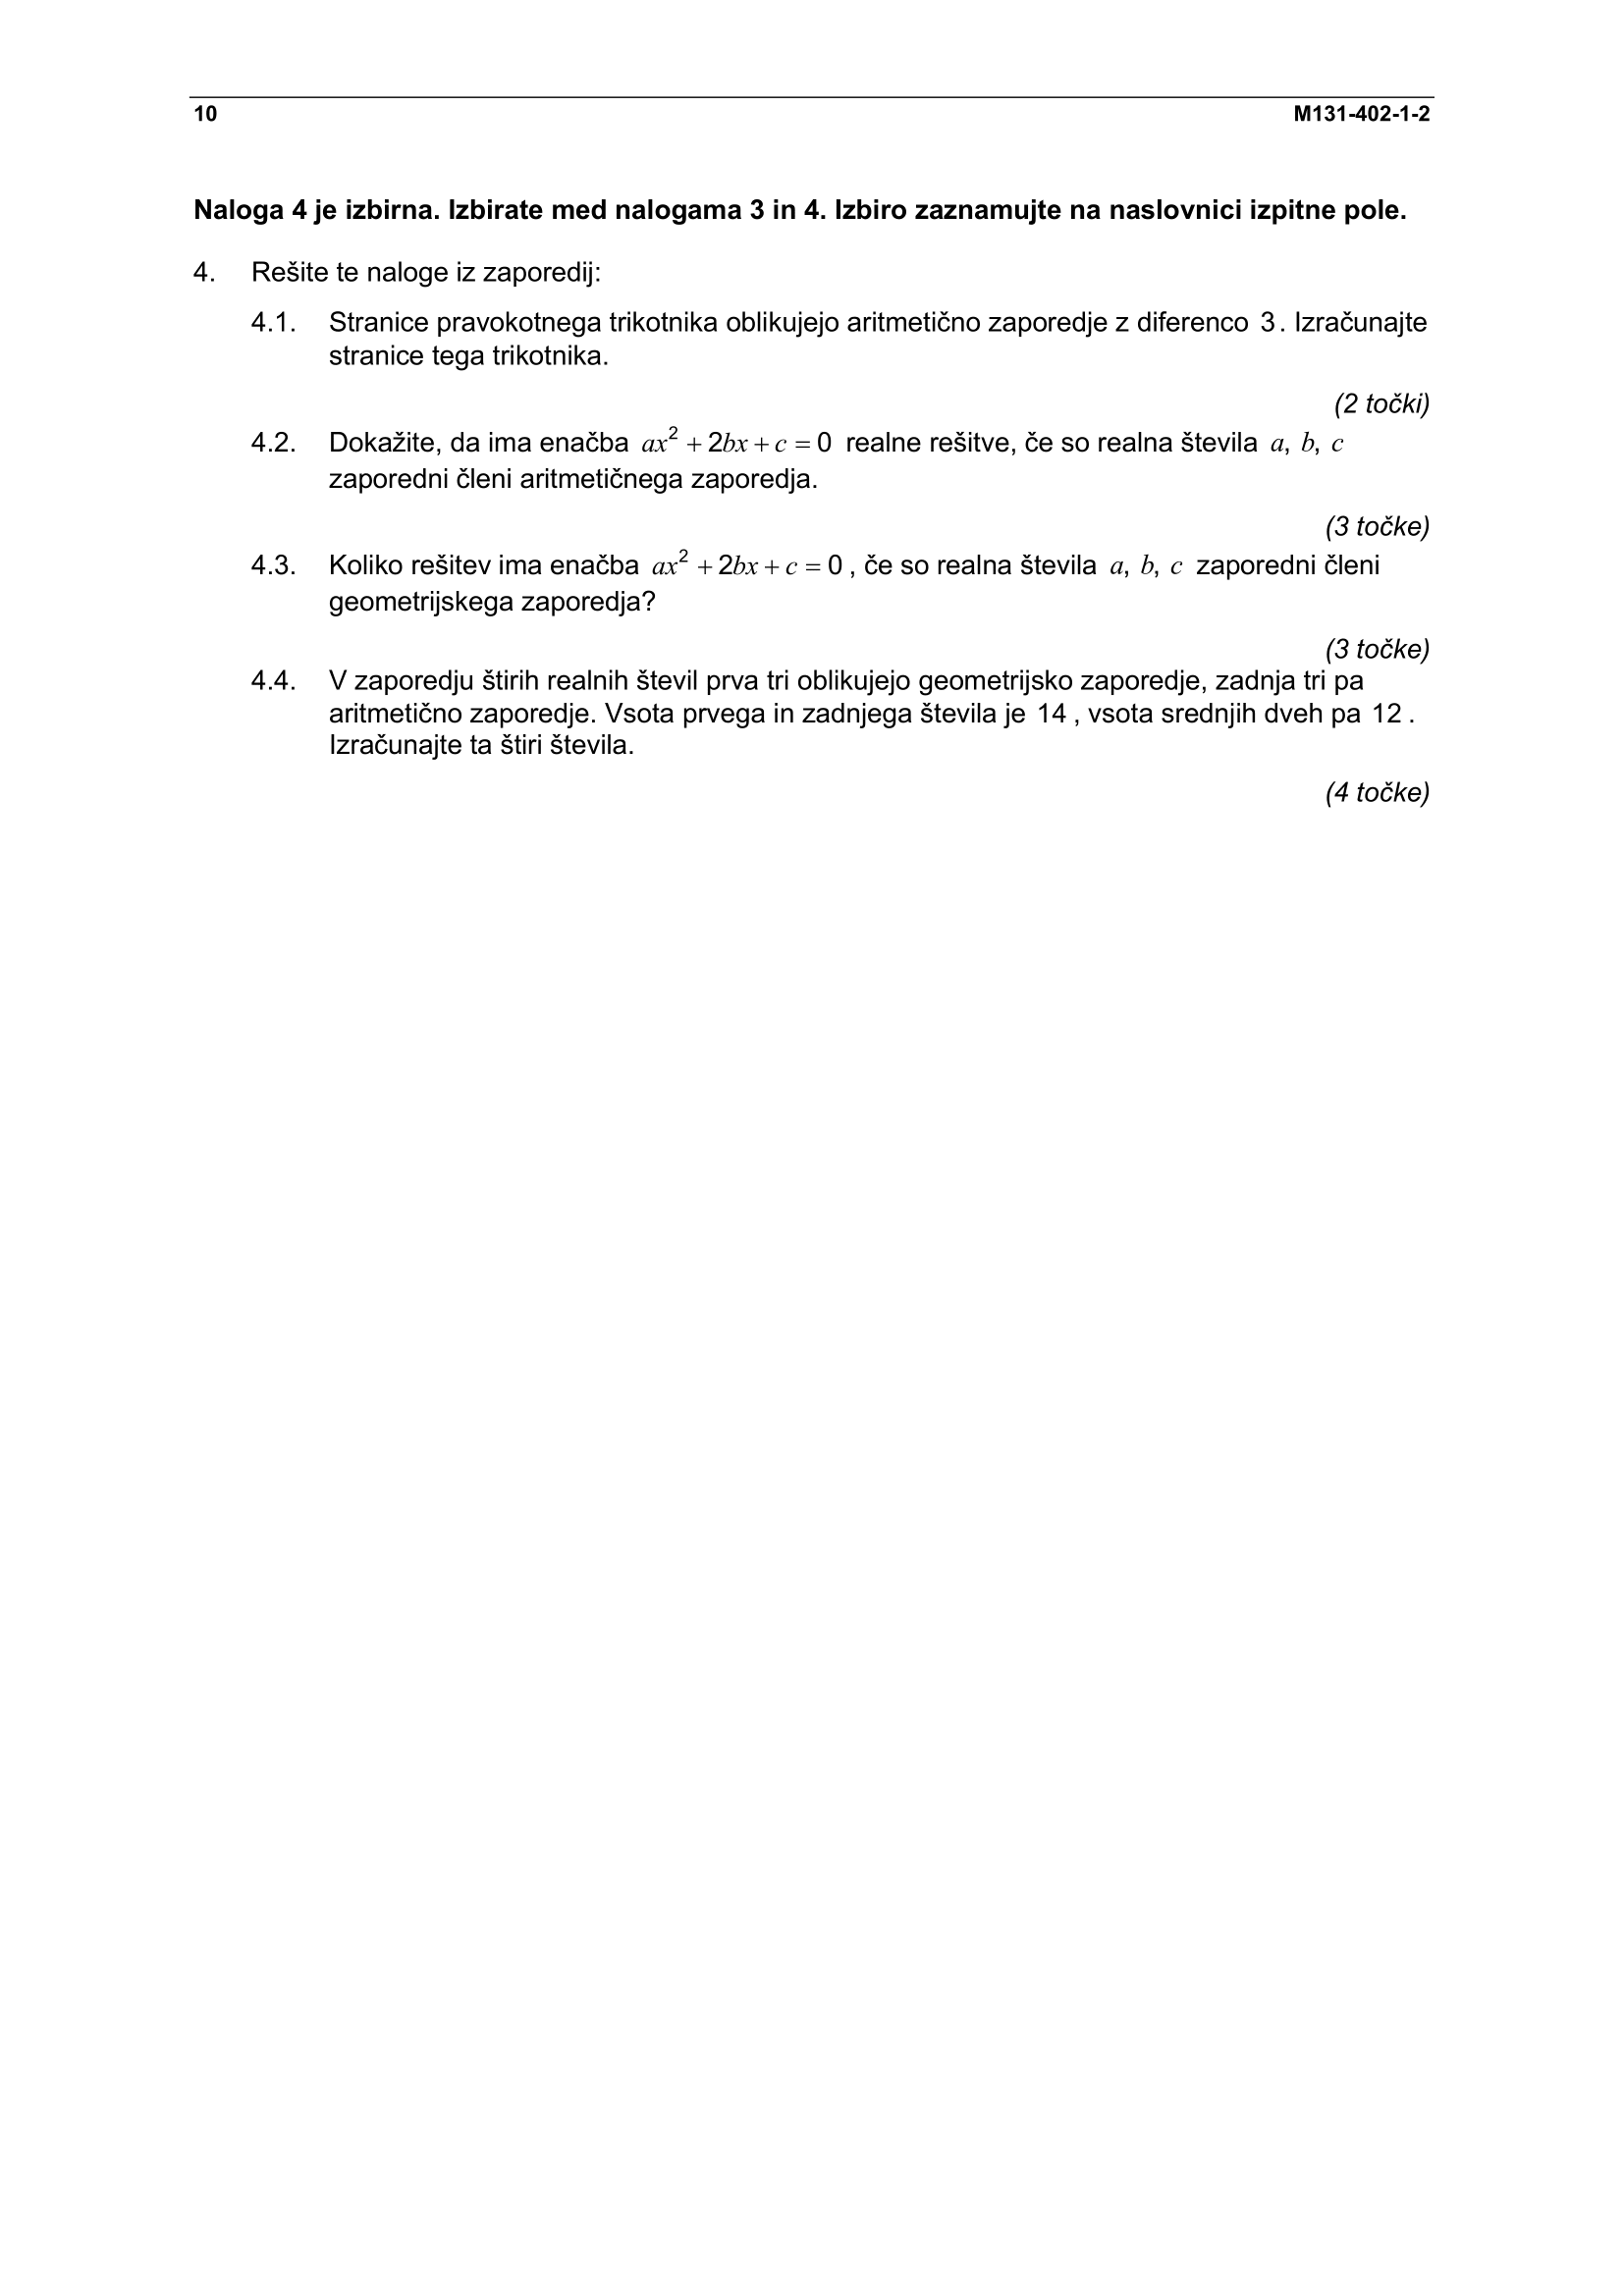 10 M131-402-1-2
Naloga 4 je izbirna. Izbirate med nalogama 3 in 4. Izbiro zaznamujte na naslovnici izpitne pole.
4. Rešite te naloge iz zaporedij:
4.1. Stranice pravokotnega trikotnika oblikujejo aritmetično zaporedje z diferenco 3. Izračunajte
stranice tega trikotnika.
(2 točki)
4.2. Dokažite, da ima enačba ax² + 2bx + c = 0 realne rešitve, če so realna števila a, b, c
zaporedni členi aritmetičnega zaporedja.
(3 točke)
4.3. Koliko rešitev ima enačba ax² + 2bx + c = 0, če so realna števila a, b, c zaporedni členi
geometrijskega zaporedja?
(3 točke)
4.4. V zaporedju štirih realnih števil prva tri oblikujejo geometrijsko zaporedje, zadnja tri pa
aritmetično zaporedje. Vsota prvega in zadnjega števila je 14, vsota srednjih dveh pa 12.
Izračunajte ta štiri števila.
(4 točke)